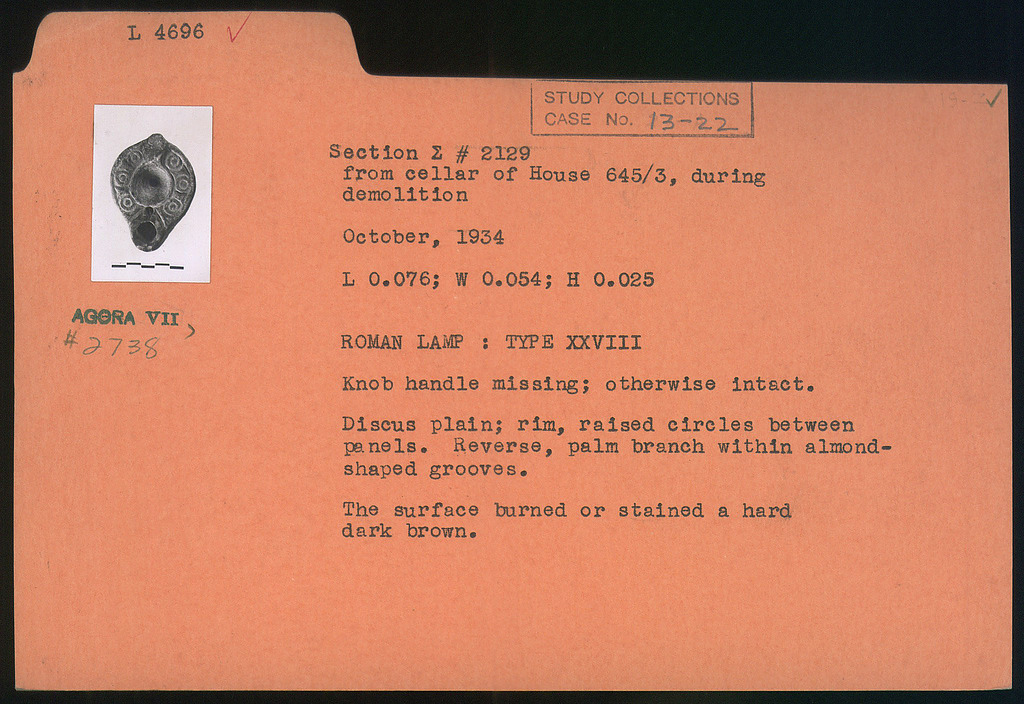 L 4696 ✓
STUDY COLLECTIONS
CASE No. 13-22
Section Σ # 2129
from cellar of House 645/3, during
demolition
October, 1934
L 0.076; W 0.054; H 0.025
AGORA VII,
# 2738
ROMAN LAMP : TYPE XXVIII
Knob handle missing; otherwise intact.
Discus plain; rim, raised circles between
panels. Reverse, palm branch within almond-
shaped grooves.
The surface burned or stained a hard
dark brown.